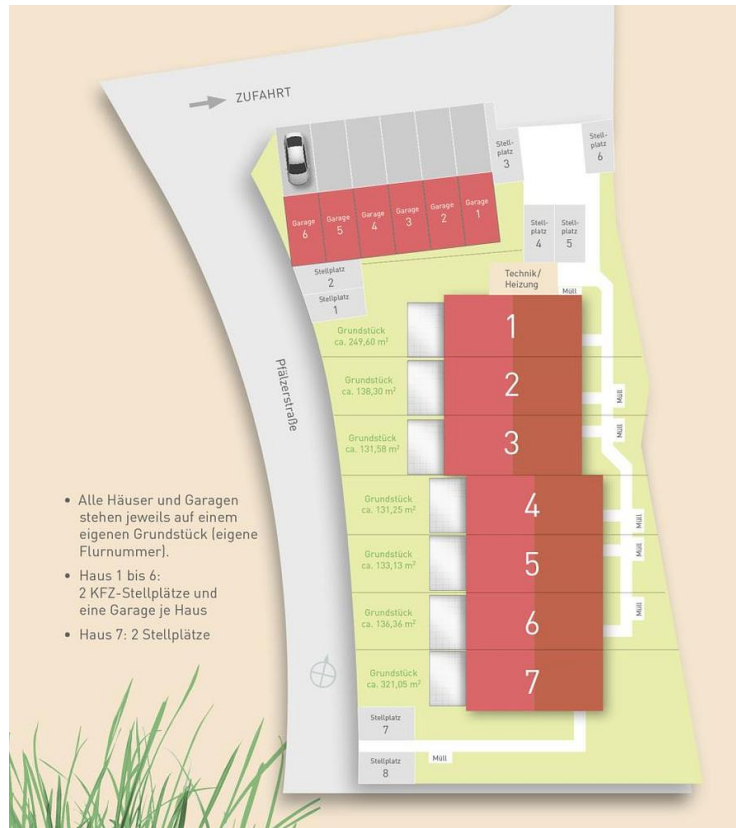 ZUFAHRT
Stell-
platz
3
Stell-
platz
6
Garage
6
Garage
5
Garage
4
Garage
3
Garage
2
Garage
1
Stell-
platz
4
Stell-
platz
5
Stellplatz
2
Stellplatz
1
Technik/
Heizung
Müll
Pfälzerstraße
Grundstück
ca. 249,60 m²
1
Grundstück
ca. 138,30 m²
2
Müll
Grundstück
ca. 131,58 m²
3
Müll
Grundstück
ca. 131,25 m²
4
Müll
Grundstück
ca. 133,13 m²
5
Müll
Grundstück
ca. 136,36 m²
6
Müll
Grundstück
ca. 321,05 m²
7
Stellplatz
7
Müll
Stellplatz
8
• Alle Häuser und Garagen
stehen jeweils auf einem
eigenen Grundstück (eigene
Flurnummer).
• Haus 1 bis 6:
2 KFZ-Stellplätze und
eine Garage je Haus
• Haus 7: 2 Stellplätze